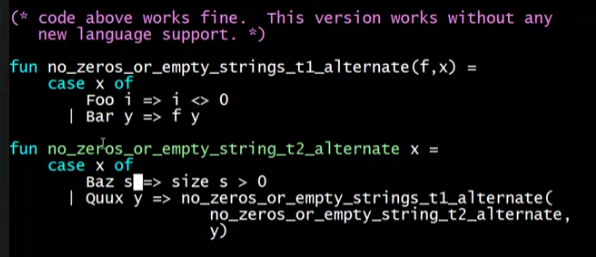 (* code above works fine.  This version works without any
   new language support. *)
fun no_zeros_or_empty_strings_t1_alternate(f,x) =
    case x of
        Foo i => i <> 0
      | Bar y => f y
fun no_zeros_or_empty_string_t2_alternate x =
    case x of
        Baz s => size s > 0
      | Quux y => no_zeros_or_empty_strings_t1_alternate(
                     no_zeros_or_empty_string_t2_alternate,
                     y)